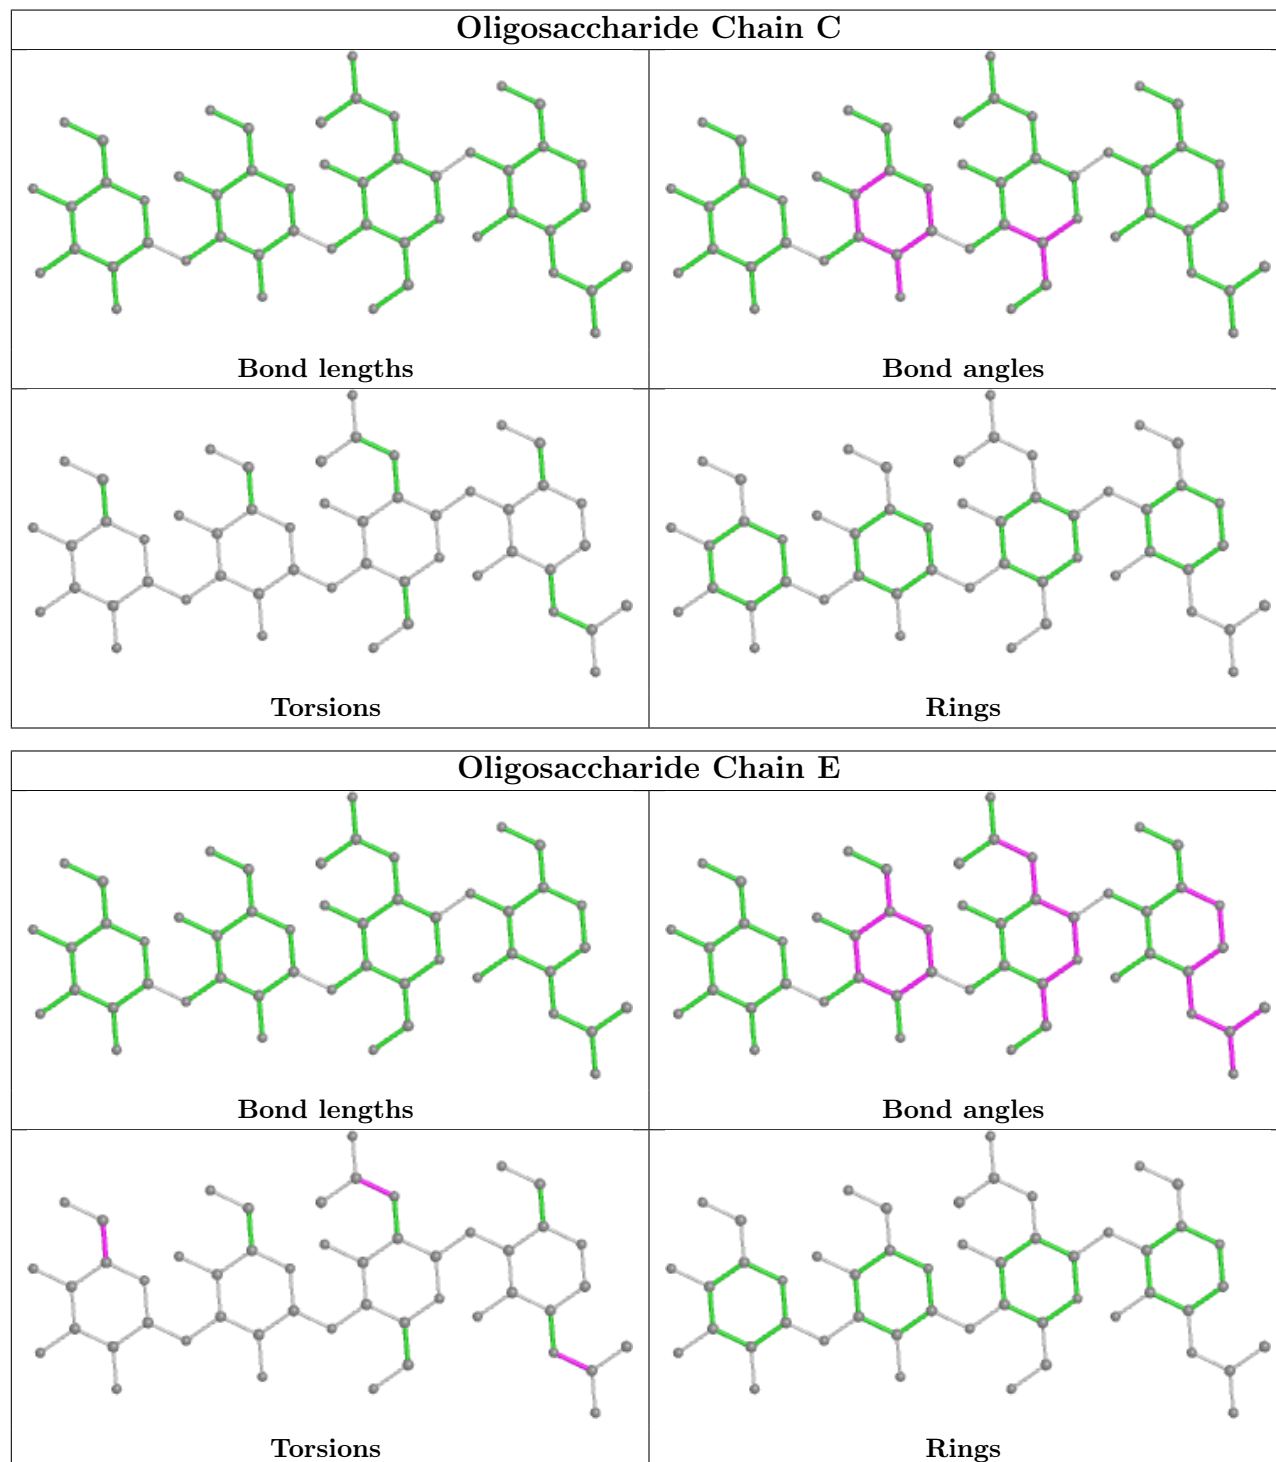 Oligosaccharide Chain C
Bond lengths
Bond angles
Torsions
Rings
Oligosaccharide Chain E
Bond lengths
Bond angles
Torsions
Rings